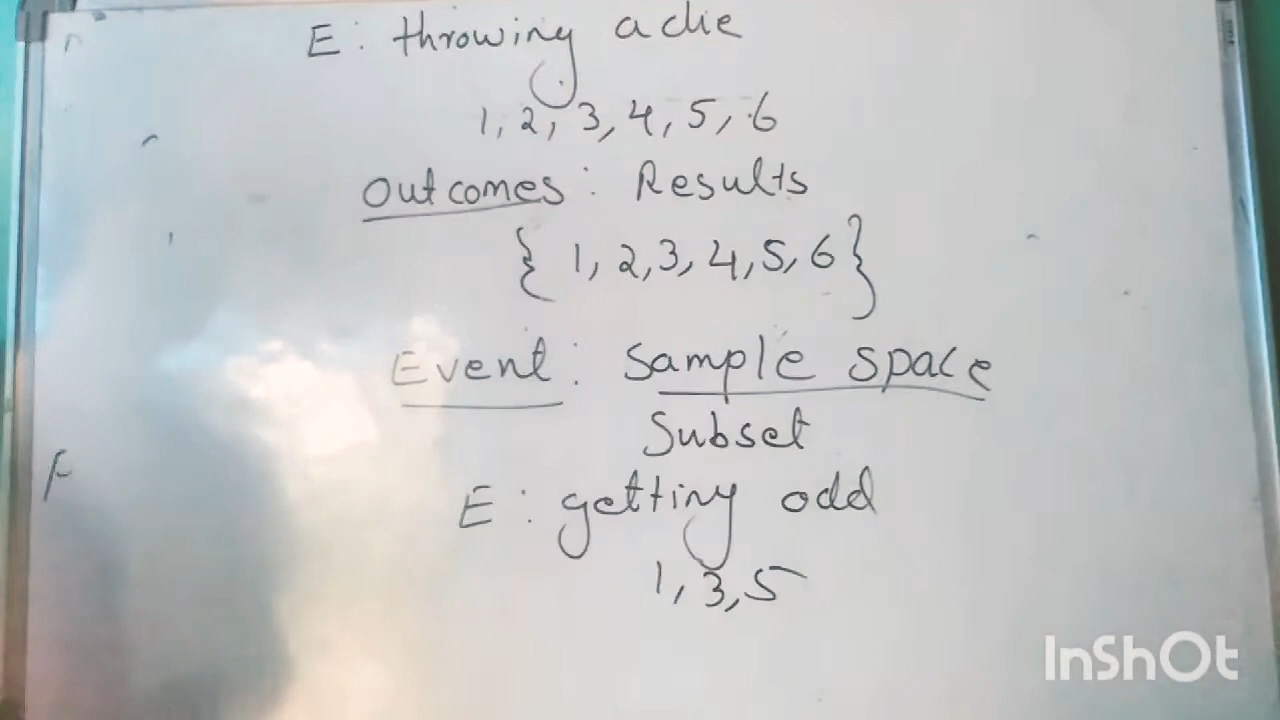 E: throwing a die
1, 2, 3, 4, 5, 6
Outcomes: Results
{ 1, 2, 3, 4, 5, 6 }
Event: Sample space
Subset
E: getting odd
1, 3, 5
InShOt